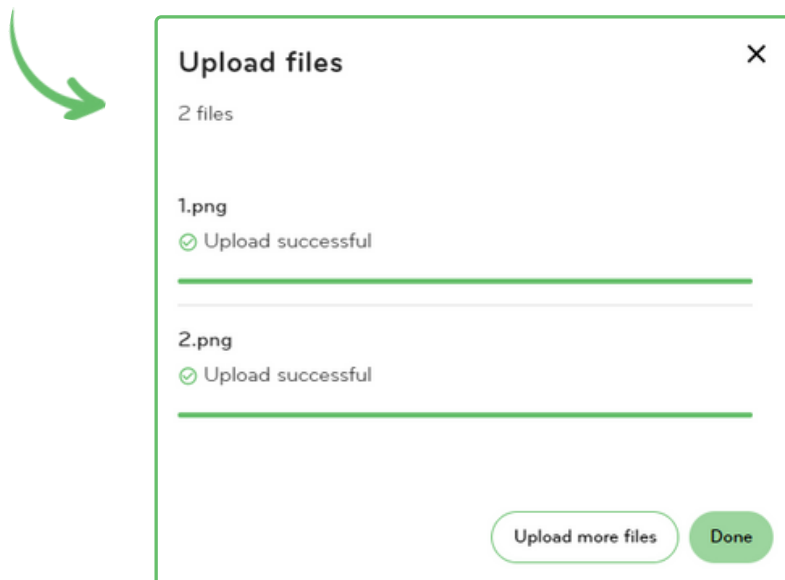 Upload files
2 files
1.png
Upload successful
2.png
Upload successful
Upload more files
Done